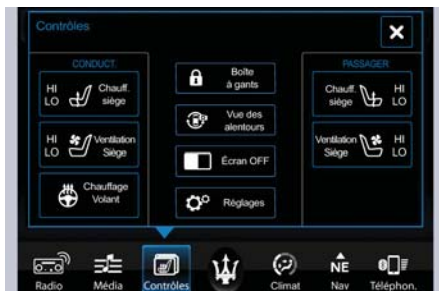 Contrôles
CONDUCT.
HI
LO
Chauff.
siège
HI
LO
Ventilation
Siège
Chauffage
Volant
Boîte
à gants
Vue des
alentours
Écran OFF
Réglages
PASSAGER
Chauff.
siège
HI
LO
Ventilation
Siège
HI
LO
Radio
Média
Contrôles
Climat
NE
Nav
Téléphon.